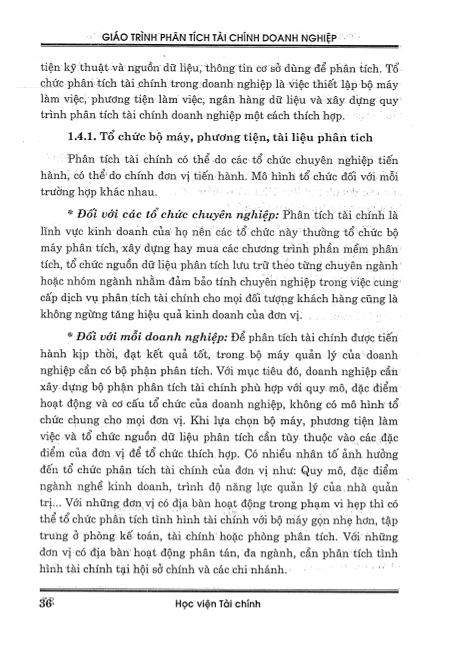 GIÁO TRÌNH PHÂN TÍCH TÀI CHÍNH DOANH NGHIỆP
tiện kỹ thuật và nguồn dữ liệu, thông tin cơ sở dùng để phân tích. Tổ
chức phân tích tài chính trong doanh nghiệp là việc thiết lập bộ máy
làm việc, phương tiện làm việc, ngân hàng dữ liệu và xây dựng quy
trình phân tích tài chính doanh nghiệp một cách thích hợp.
1.4.1. Tổ chức bộ máy, phương tiện, tài liệu phân tích
Phân tích tài chính có thể do các tổ chức chuyên nghiệp tiến
hành, có thể do chính đơn vị tiến hành. Mô hình tổ chức đối với mỗi
trường hợp khác nhau.
* Đối với các tổ chức chuyên nghiệp: Phân tích tài chính là
lĩnh vực kinh doanh của họ nên các tổ chức này thường tổ chức bộ
máy phân tích, xây dựng hay mua các chương trình phần mềm phân
tích, tổ chức nguồn dữ liệu phân tích lưu trữ theo từng chuyên ngành
hoặc nhóm ngành nhằm đảm bảo tính chuyên nghiệp trong việc cung
cấp dịch vụ phân tích tài chính cho mọi đối tượng khách hàng cũng là
không ngừng tăng hiệu quả kinh doanh của đơn vị.
* Đối với mỗi doanh nghiệp: Để phân tích tài chính được tiến
hành kịp thời, đạt kết quả tốt, trong bộ máy quản lý của doanh
nghiệp cần có bộ phận phân tích. Với mục tiêu đó, doanh nghiệp cần
xây dựng bộ phận phân tích tài chính phù hợp với quy mô, đặc điểm
hoạt động và cơ cấu tổ chức của doanh nghiệp, không có mô hình tổ
chức chung cho mọi đơn vị. Khi lựa chọn bộ máy, phương tiện làm
việc và tổ chức nguồn dữ liệu phân tích cần tùy thuộc vào các đặc
điểm của đơn vị để tổ chức thích hợp. Có nhiều nhân tố ảnh hưởng
đến tổ chức phân tích tài chính của đơn vị như: Quy mô, đặc điểm
ngành nghề kinh doanh, trình độ năng lực quản lý của nhà quản
trị... Với những đơn vị có địa bàn hoạt động trong phạm vi hẹp thì có
thể tổ chức phân tích tình hình tài chính với bộ máy gọn nhẹ hơn, tập
trung ở phòng kế toán, tài chính hoặc phòng phân tích. Với những
đơn vị có địa bàn hoạt động phân tán, đa ngành, cần phân tích tình
hình tài chính tại hội sở chính và các chi nhánh.
36
Học viện Tài chính